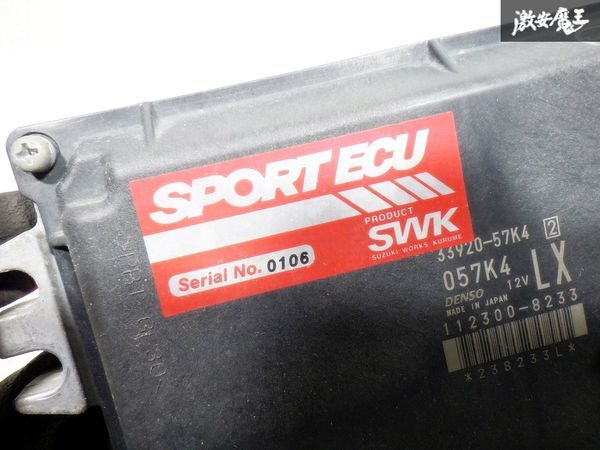 激安魔王
SPORT ECU
PRODUCT
SWK
SUZUKI WORKS KURUME
Serial No. 0106
33920-57K4 2
057K4
12V LX
DENSO
MADE IN JAPAN
112300-8233
*238233L*